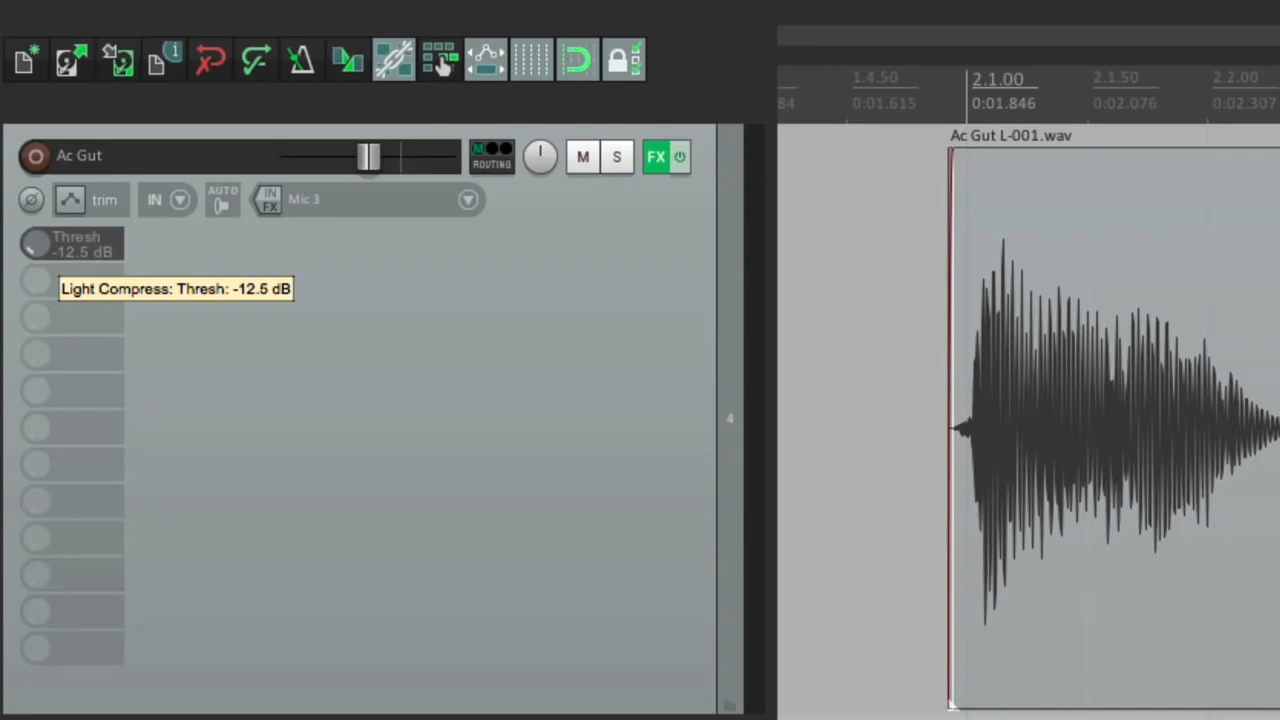 1.4.50
2.1.00
2.1.50
2.2.00
84
0:01.615
0:01.846
0:02.076
0:02.307
Ac Gut L-001.wav
Ac Gut
M
ROUTING
M
S
FX
trim
IN
AUTO
IN
FX
Mic 3
Thresh
-12.5 dB
Light Compress: Thresh: -12.5 dB
4